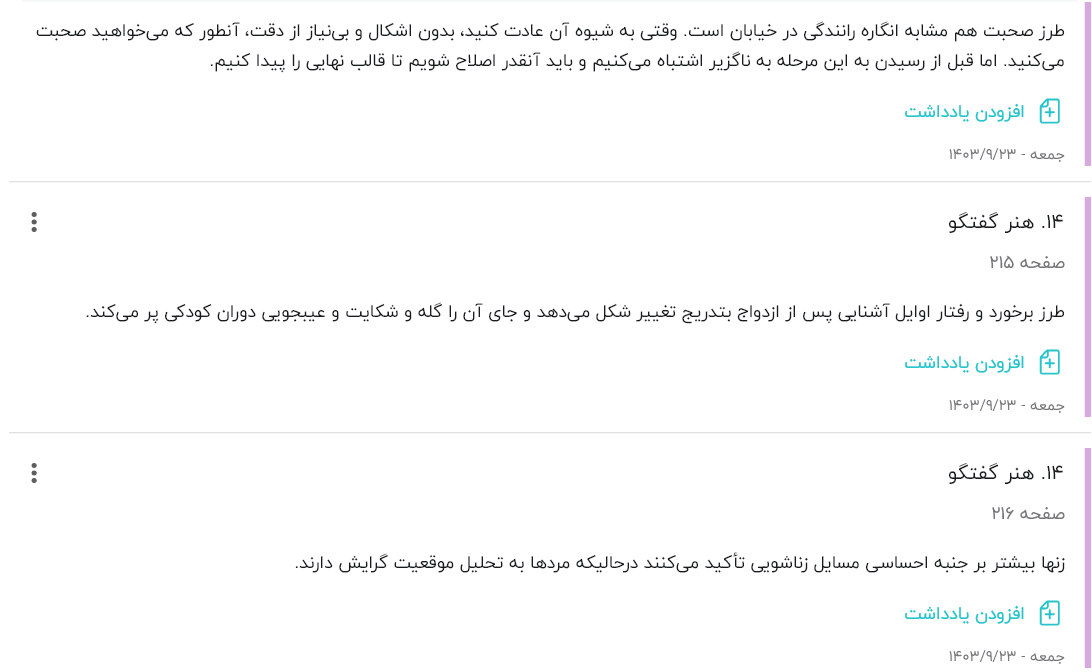 طرز صحبت هم مشابه انگاره رانندگی در خیابان است. وقتی به شیوه آن عادت کنید، بدون اشکال و بی‌نیاز از دقت، آنطور که می‌خواهید صحبت
می‌کنید. اما قبل از رسیدن به این مرحله به ناگزیر اشتباه می‌کنیم و باید آنقدر اصلاح شویم تا قالب نهایی را پیدا کنیم.
افزودن یادداشت
جمعه - ۱۴۰۳/۹/۲۳
۱۴. هنر گفتگو
صفحه ۲۱۵
طرز برخورد و رفتار اوایل آشنایی پس از ازدواج بتدریج تغییر شکل می‌دهد و جای آن را گله و شکایت و عیبجویی دوران کودکی پر می‌کند.
افزودن یادداشت
جمعه - ۱۴۰۳/۹/۲۳
۱۴. هنر گفتگو
صفحه ۲۱۶
زنها بیشتر بر جنبه احساسی مسایل زناشویی تأکید می‌کنند درحالیکه مردها به تحلیل موقعیت گرایش دارند.
افزودن یادداشت
جمعه - ۱۴۰۳/۹/۲۳